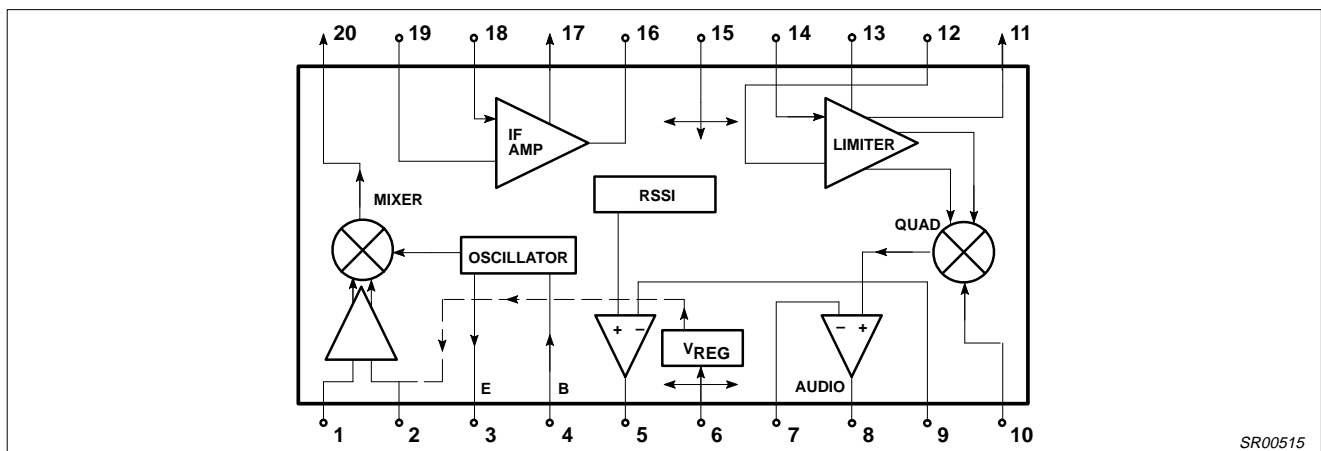 20 19 18 17 16 15 14 13 12 11
IF
AMP
LIMITER
RSSI
MIXER
QUAD
OSCILLATOR
+ − VREG − +
E B AUDIO
1 2 3 4 5 6 7 8 9 10
SR00515